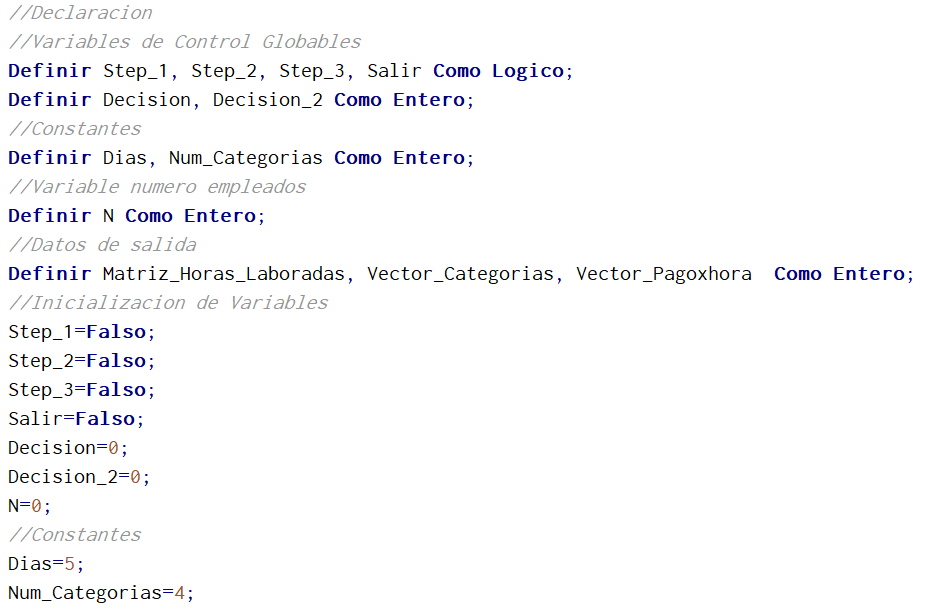 //Declaracion
//Variables de Control Globables
Definir Step_1, Step_2, Step_3, Salir Como Logico;
Definir Decision, Decision_2 Como Entero;
//Constantes
Definir Dias, Num_Categorias Como Entero;
//Variable numero empleados
Definir N Como Entero;
//Datos de salida
Definir Matriz_Horas_Laboradas, Vector_Categorias, Vector_Pagoxhora  Como Entero;
//Inicializacion de Variables
Step_1=Falso;
Step_2=Falso;
Step_3=Falso;
Salir=Falso;
Decision=0;
Decision_2=0;
N=0;
//Constantes
Dias=5;
Num_Categorias=4;